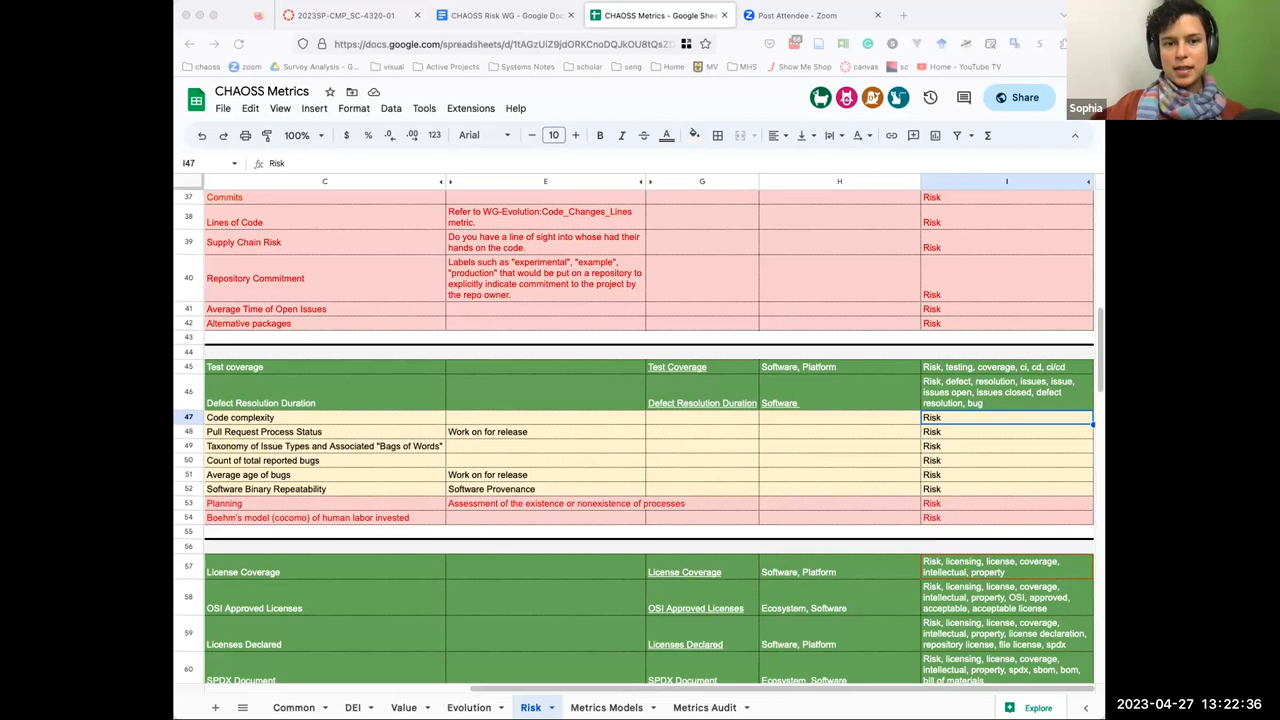 2023SP-CMP_SC-4320-01
CHAOSS Risk WG - Google Doc
CHAOSS Metrics - Google Shee
Post Attendee - Zoom
https://docs.google.com/spreadsheets/d/1tAGzUiZ9jdORKCnoDQJkOU8tQsZD
chaoss
zoom
Survey Analysis - G...
visual
Active Projects
Systems Notes
scholar
seng
Home
MV
MHS
Show Me Shop
canvas
sc
Home - YouTube TV
Sophia
CHAOSS Metrics
File Edit View Insert Format Data Tools Extensions Help
Share
100% $ % .0 .00 123 Arial 10 B I A
I47 fx Risk
C E G H I
37 Commits Risk
38 Lines of Code Refer to WG-Evolution:Code_Changes_Lines metric. Risk
39 Supply Chain Risk Do you have a line of sight into whose had their hands on the code. Risk
40 Repository Commitment Labels such as "experimental", "example", "production" that would be put on a repository to explicitly indicate commitment to the project by the repo owner. Risk
41 Average Time of Open Issues Risk
42 Alternative packages Risk
43
44
45 Test coverage Test Coverage Software, Platform Risk, testing, coverage, ci, cd, ci/cd
46 Defect Resolution Duration Defect Resolution Duration Software Risk, defect, resolution, issues, issue, issues open, issues closed, defect resolution, bug
47 Code complexity Risk
48 Pull Request Process Status Work on for release Risk
49 Taxonomy of Issue Types and Associated "Bags of Words" Risk
50 Count of total reported bugs Risk
51 Average age of bugs Work on for release Risk
52 Software Binary Repeatability Software Provenance Risk
53 Planning Assessment of the existence or nonexistence of processes Risk
54 Boehm's model (cocomo) of human labor invested Risk
55
56
57 License Coverage License Coverage Software, Platform Risk, licensing, license, coverage, intellectual, property
58 OSI Approved Licenses OSI Approved Licenses Ecosystem, Software Risk, licensing, license, coverage, intellectual, property, OSI, approved, acceptable, acceptable license
59 Licenses Declared Licenses Declared Software, Platform Risk, licensing, license, coverage, intellectual, property, license declaration, repository license, file license, spdx
60 SPDX Document SPDX Document Ecosystem, Software Risk, licensing, license, coverage, intellectual, property, spdx, sbom, bom, bill of materials
Common DEI Value Evolution Risk Metrics Models Metrics Audit Explore
2023-04-27 13:22:36